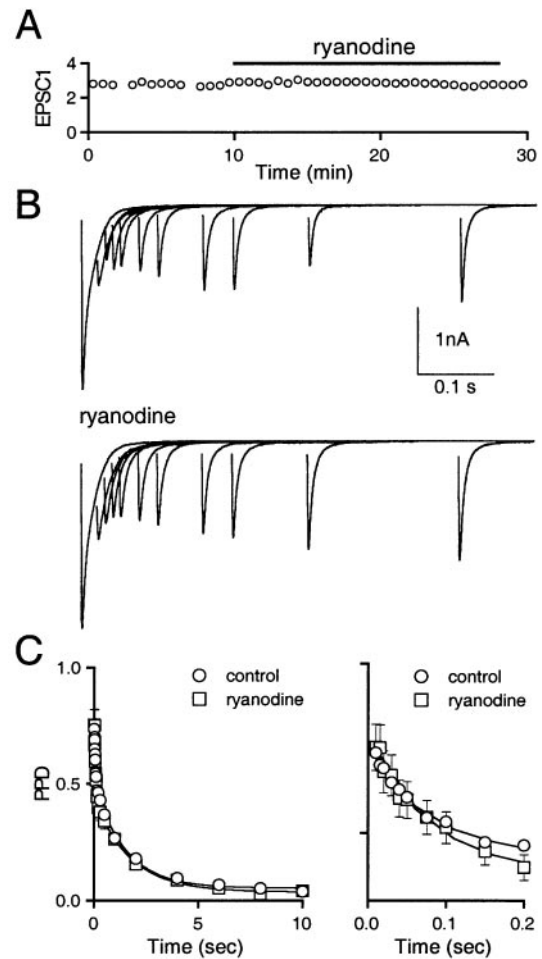 A
ryanodine
EPSC1
4
2
0
0
10
20
30
Time (min)
B
1nA
0.1 s
ryanodine
C
PPD
1.0
0.5
0.0
0
5
10
Time (sec)
control
ryanodine
control
ryanodine
0.0
0.1
0.2
Time (sec)